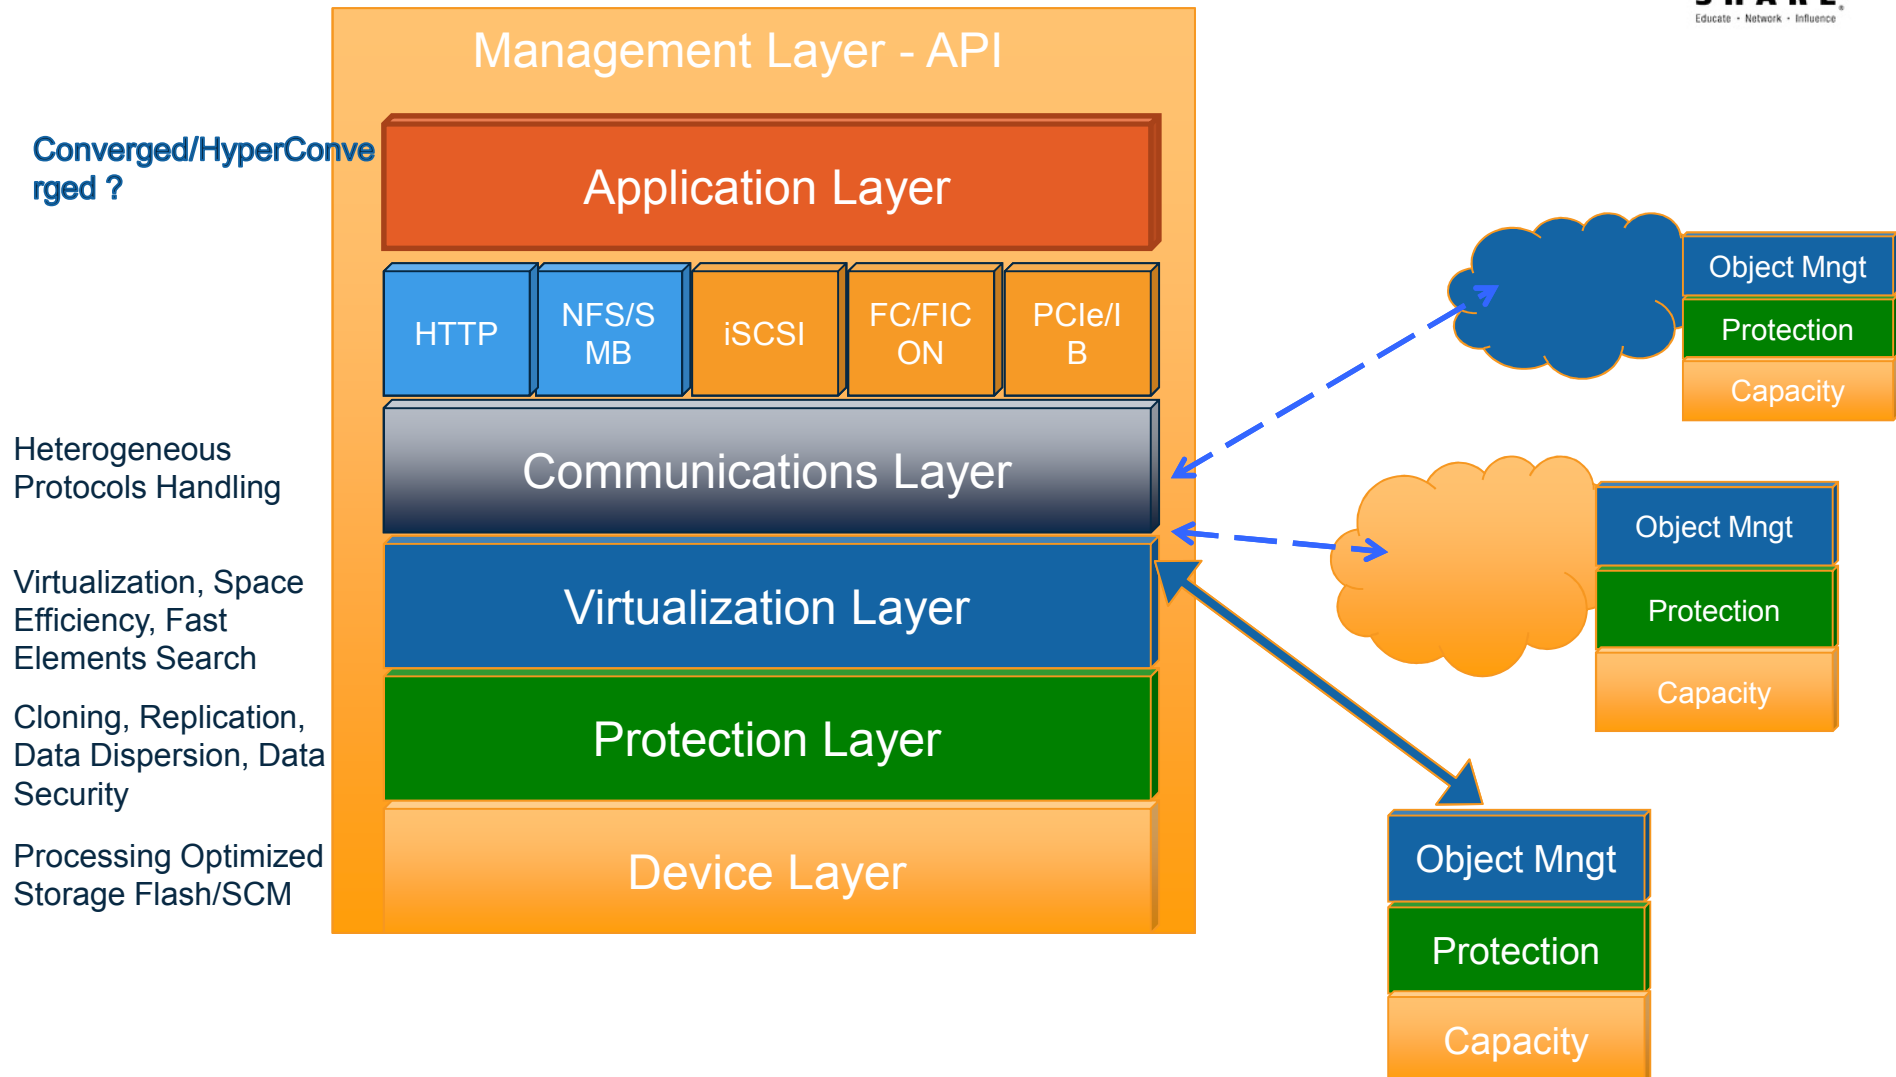 S H A R E
Educate · Network · Influence
Management Layer - API
Converged/HyperConve
rged ?
Application Layer
HTTP
NFS/S
MB
iSCSI
FC/FIC
ON
PCIe/I
B
Heterogeneous
Protocols Handling
Communications Layer
Virtualization, Space
Efficiency, Fast
Elements Search
Virtualization Layer
Cloning, Replication,
Data Dispersion, Data
Security
Protection Layer
Processing Optimized
Storage Flash/SCM
Device Layer
Object Mngt
Protection
Capacity
Object Mngt
Protection
Capacity
Object Mngt
Protection
Capacity